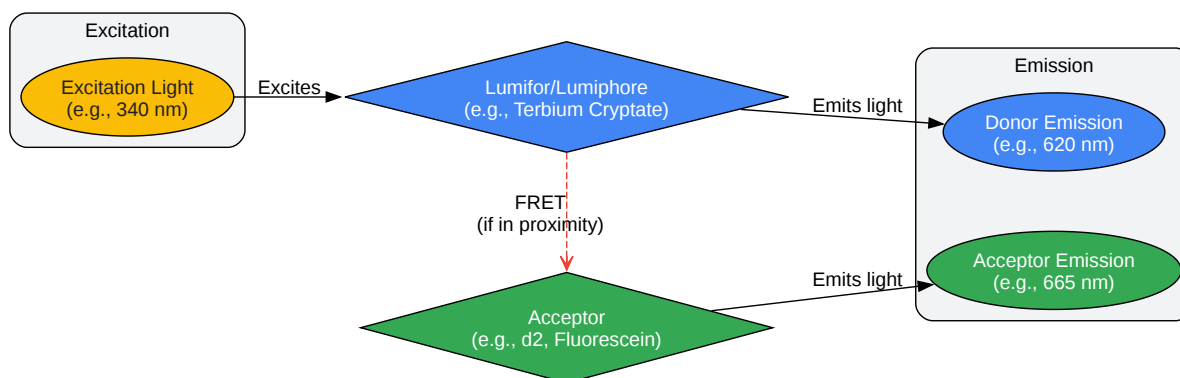 Excitation
Excitation Light
(e.g., 340 nm)
Excites
Lumifor/Lumiphore
(e.g., Terbium Cryptate)
Emits light
Emission
Donor Emission
(e.g., 620 nm)
FRET
(if in proximity)
Acceptor
(e.g., d2, Fluorescein)
Emits light
Acceptor Emission
(e.g., 665 nm)